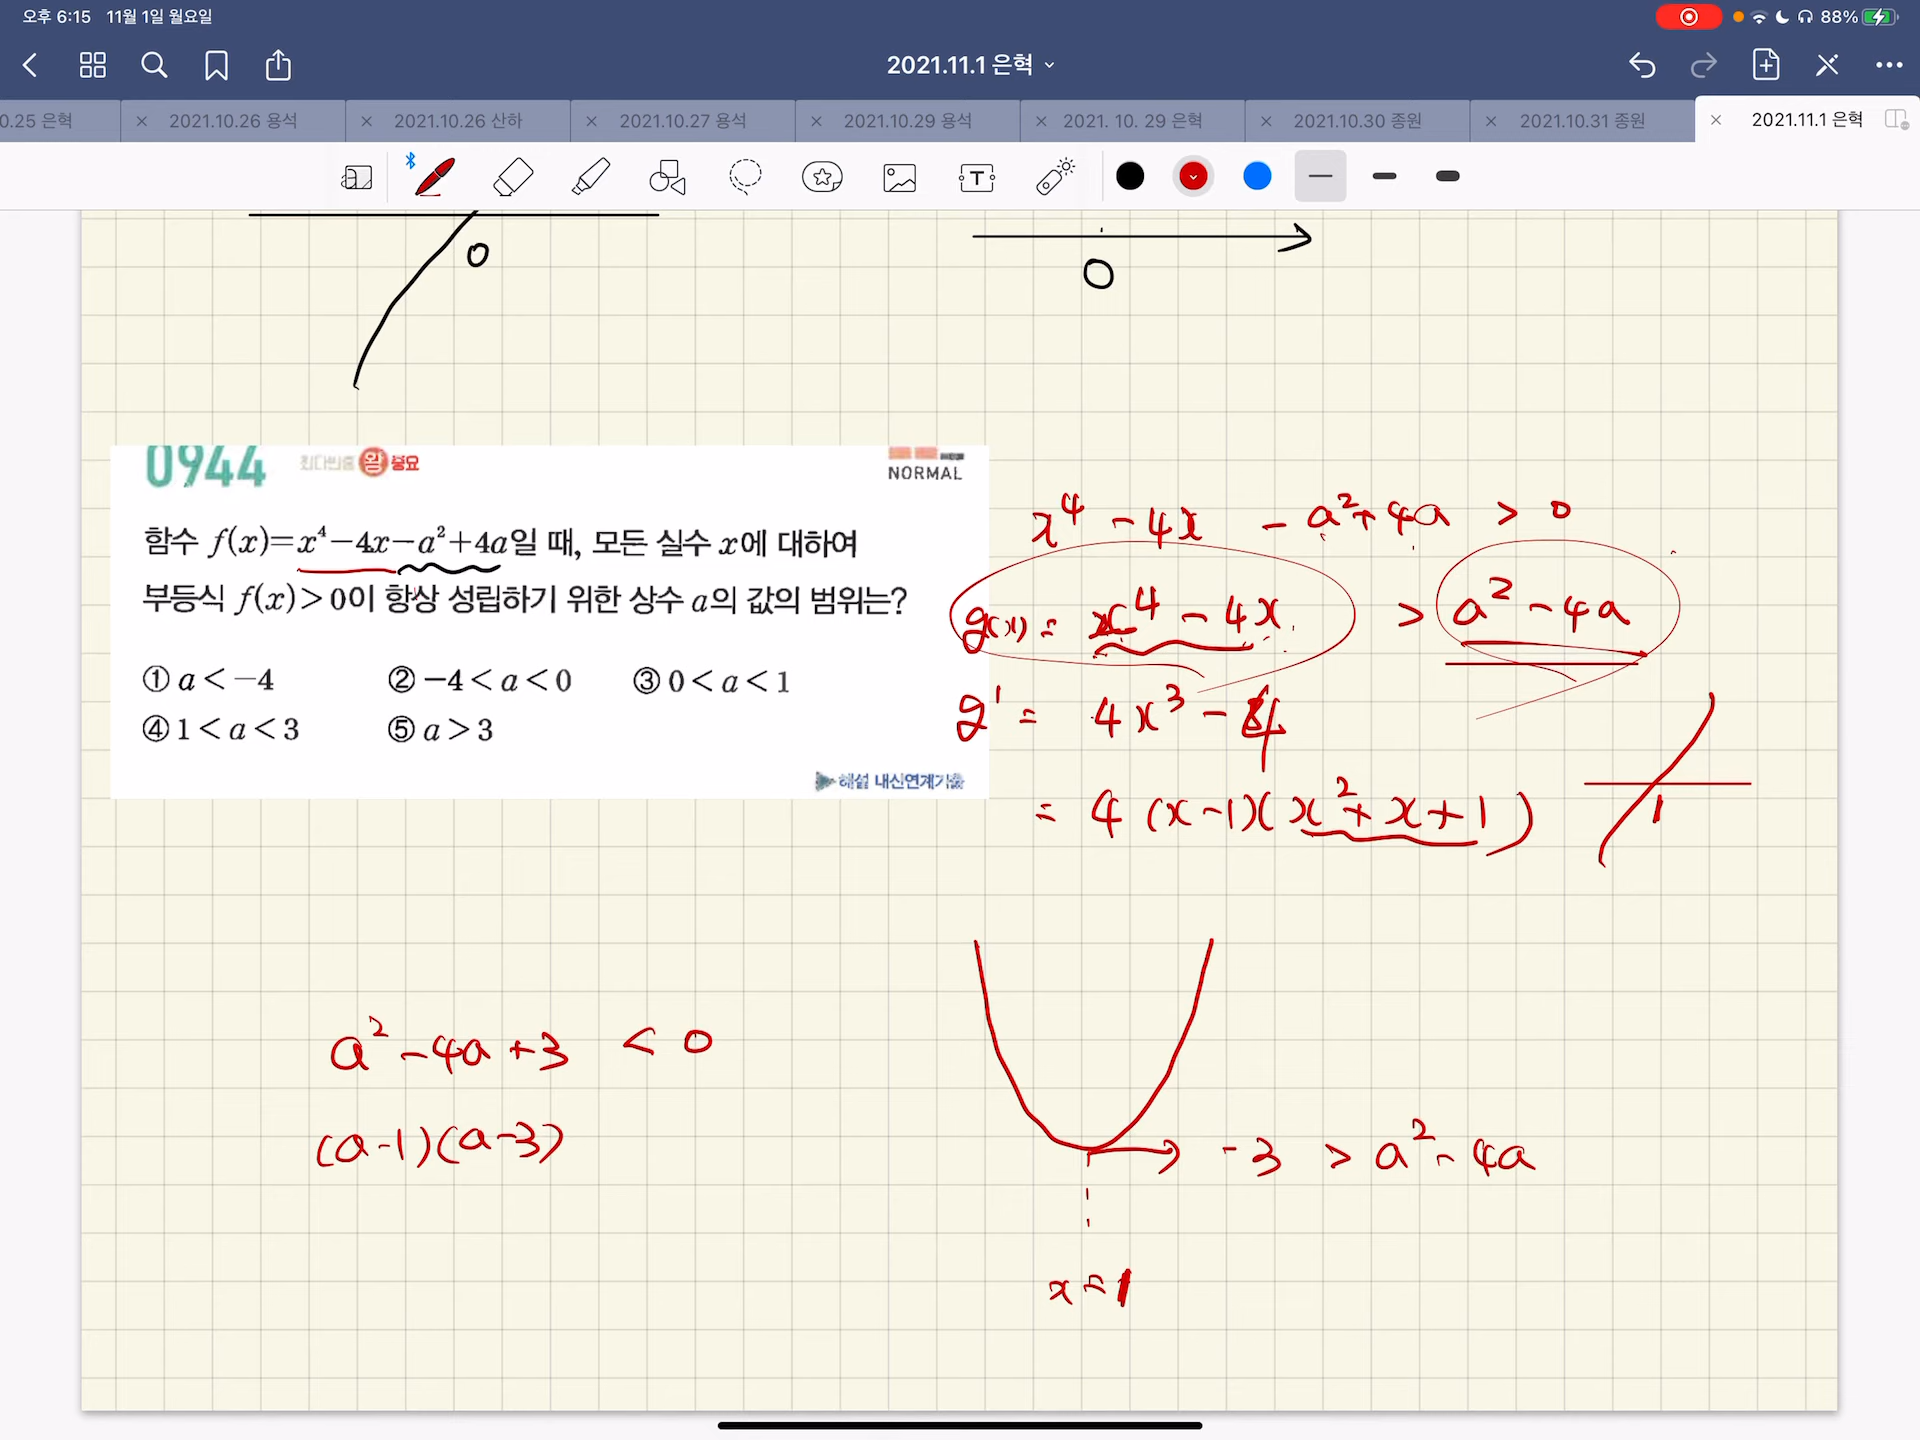 오후 6:15 11월 1일 월요일
88%
2021.11.1 은혁
0.25 은혁
2021.10.26 용석
2021.10.26 산하
2021.10.27 용석
2021.10.29 용석
2021. 10. 29 은혁
2021.10.30 종원
2021.10.31 종원
2021.11.1 은혁
0
0
0944 최다빈출 왕 중요
NORMAL
함수 f(x)=x⁴−4x−a²+4a일 때, 모든 실수 x에 대하여
부등식 f(x)>0이 항상 성립하기 위한 상수 a의 값의 범위는?
① a<−4 ② −4<a<0 ③ 0<a<1
④ 1<a<3 ⑤ a>3
▶해설 내신연계기출
x⁴ − 4x − a²+4a > 0
g(x) = x⁴ − 4x > a² − 4a
g' = 4x³ − 4
= 4(x−1)(x²+x+1)
1
a² − 4a + 3 < 0
(a−1)(a−3)
−3 > a² − 4a
x=1